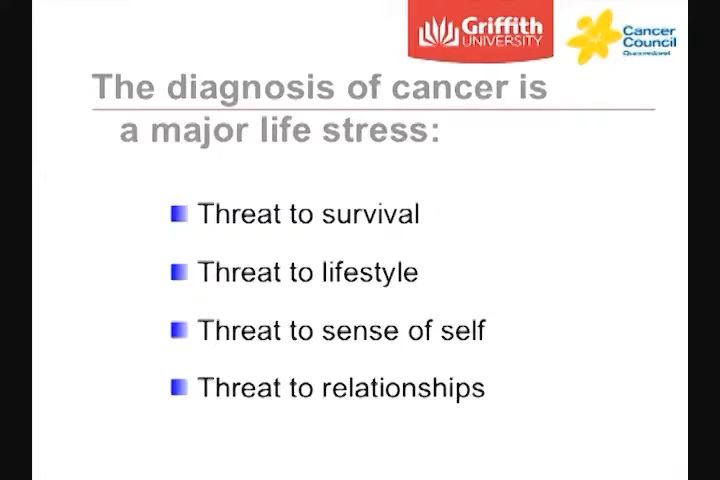 Griffith
UNIVERSITY
Cancer
Council
Queensland
The diagnosis of cancer is
a major life stress:
Threat to survival
Threat to lifestyle
Threat to sense of self
Threat to relationships